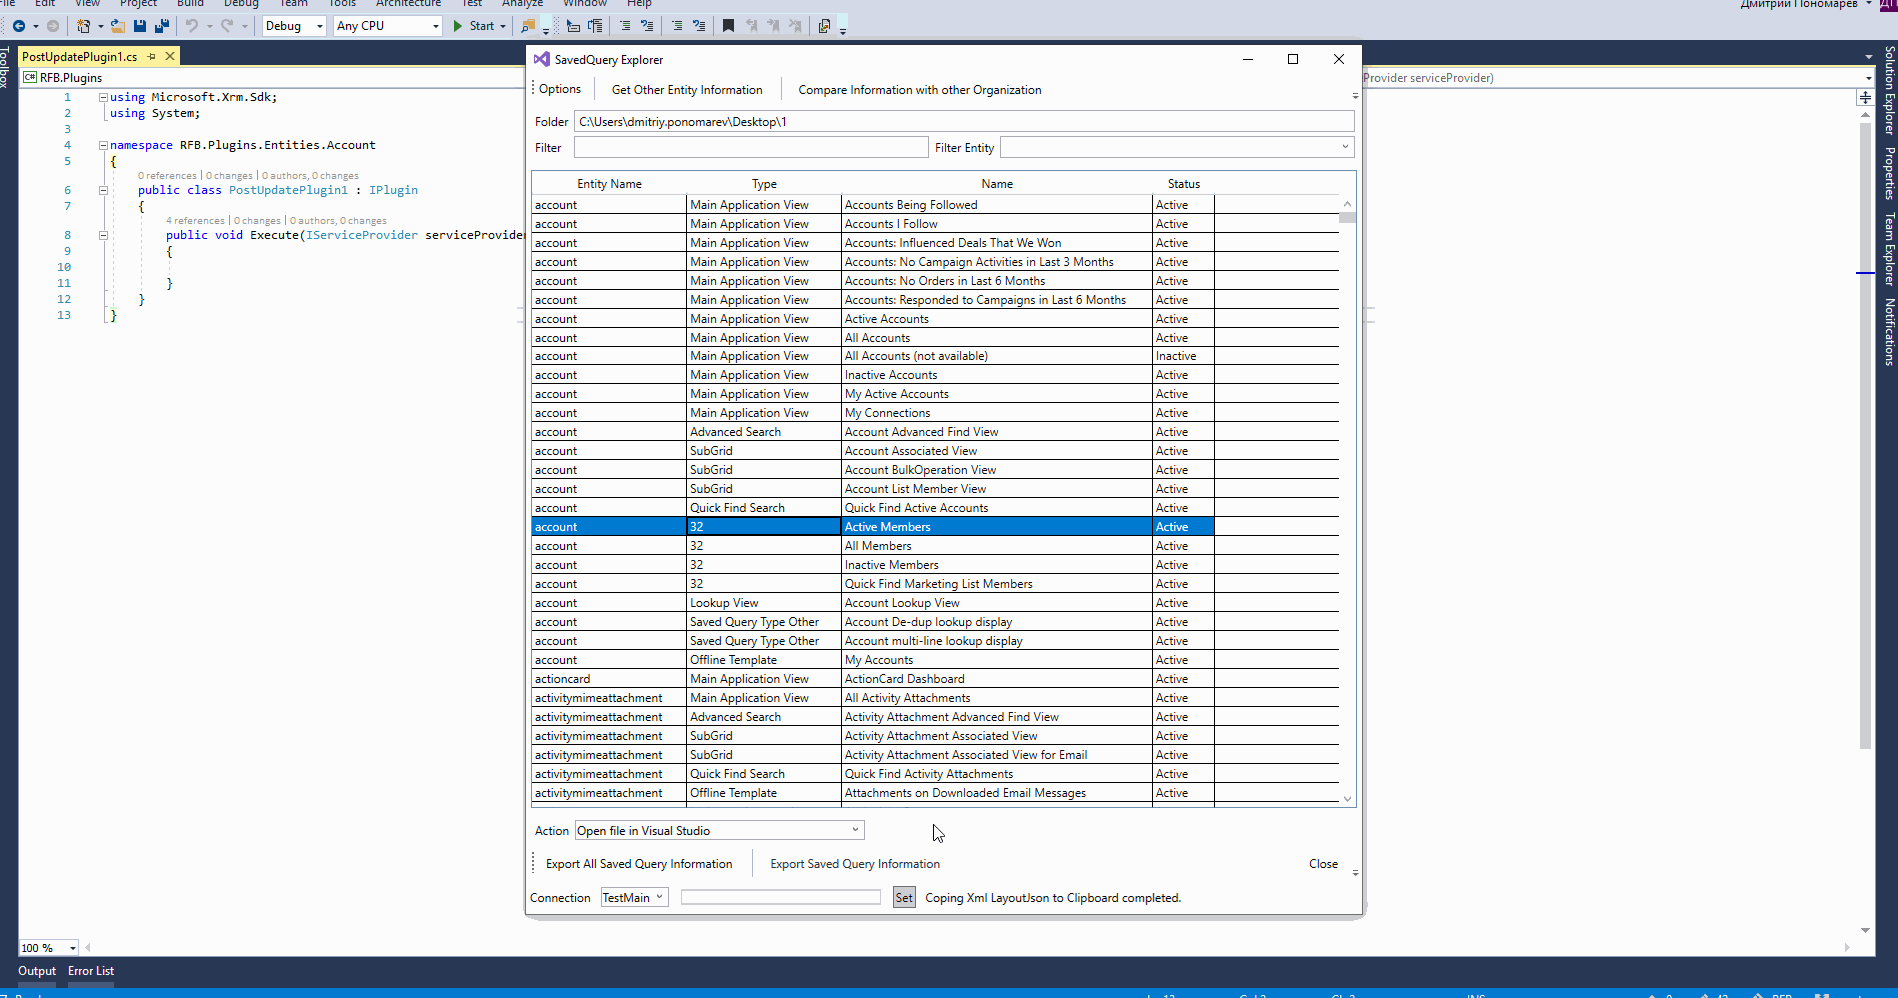 File Edit View Project Build Debug Team Tools Architecture Test Analyze Window Help Дмитрий Пономарев ДП
Debug Any CPU Start
Toolbox
PostUpdatePlugin1.cs
RFB.Plugins
Provider serviceProvider)
1 using Microsoft.Xrm.Sdk;
2 using System;
3
4 namespace RFB.Plugins.Entities.Account
5 {
0 references | 0 changes | 0 authors, 0 changes
6 public class PostUpdatePlugin1 : IPlugin
7 {
4 references | 0 changes | 0 authors, 0 changes
8 public void Execute(IServiceProvider serviceProvider
9 {
10
11 }
12 }
13 }
SavedQuery Explorer
Options Get Other Entity Information Compare Information with other Organization
Folder C:\Users\dmitriy.ponomarev\Desktop\1
Filter Filter Entity
Entity Name Type Name Status
account Main Application View Accounts Being Followed Active
account Main Application View Accounts I Follow Active
account Main Application View Accounts: Influenced Deals That We Won Active
account Main Application View Accounts: No Campaign Activities in Last 3 Months Active
account Main Application View Accounts: No Orders in Last 6 Months Active
account Main Application View Accounts: Responded to Campaigns in Last 6 Months Active
account Main Application View Active Accounts Active
account Main Application View All Accounts Active
account Main Application View All Accounts (not available) Inactive
account Main Application View Inactive Accounts Active
account Main Application View My Active Accounts Active
account Main Application View My Connections Active
account Advanced Search Account Advanced Find View Active
account SubGrid Account Associated View Active
account SubGrid Account BulkOperation View Active
account SubGrid Account List Member View Active
account Quick Find Search Quick Find Active Accounts Active
account 32 Active Members Active
account 32 All Members Active
account 32 Inactive Members Active
account 32 Quick Find Marketing List Members Active
account Lookup View Account Lookup View Active
account Saved Query Type Other Account De-dup lookup display Active
account Saved Query Type Other Account multi-line lookup display Active
account Offline Template My Accounts Active
actioncard Main Application View ActionCard Dashboard Active
activitymimeattachment Main Application View All Activity Attachments Active
activitymimeattachment Advanced Search Activity Attachment Advanced Find View Active
activitymimeattachment SubGrid Activity Attachment Associated View Active
activitymimeattachment SubGrid Activity Attachment Associated View for Email Active
activitymimeattachment Quick Find Search Quick Find Activity Attachments Active
activitymimeattachment Offline Template Attachments on Downloaded Email Messages Active
Action Open file in Visual Studio
Export All Saved Query Information Export Saved Query Information Close
Connection TestMain Set Coping Xml LayoutJson to Clipboard completed.
Solution Explorer
Properties
Team Explorer
Notifications
100 %
Output Error List